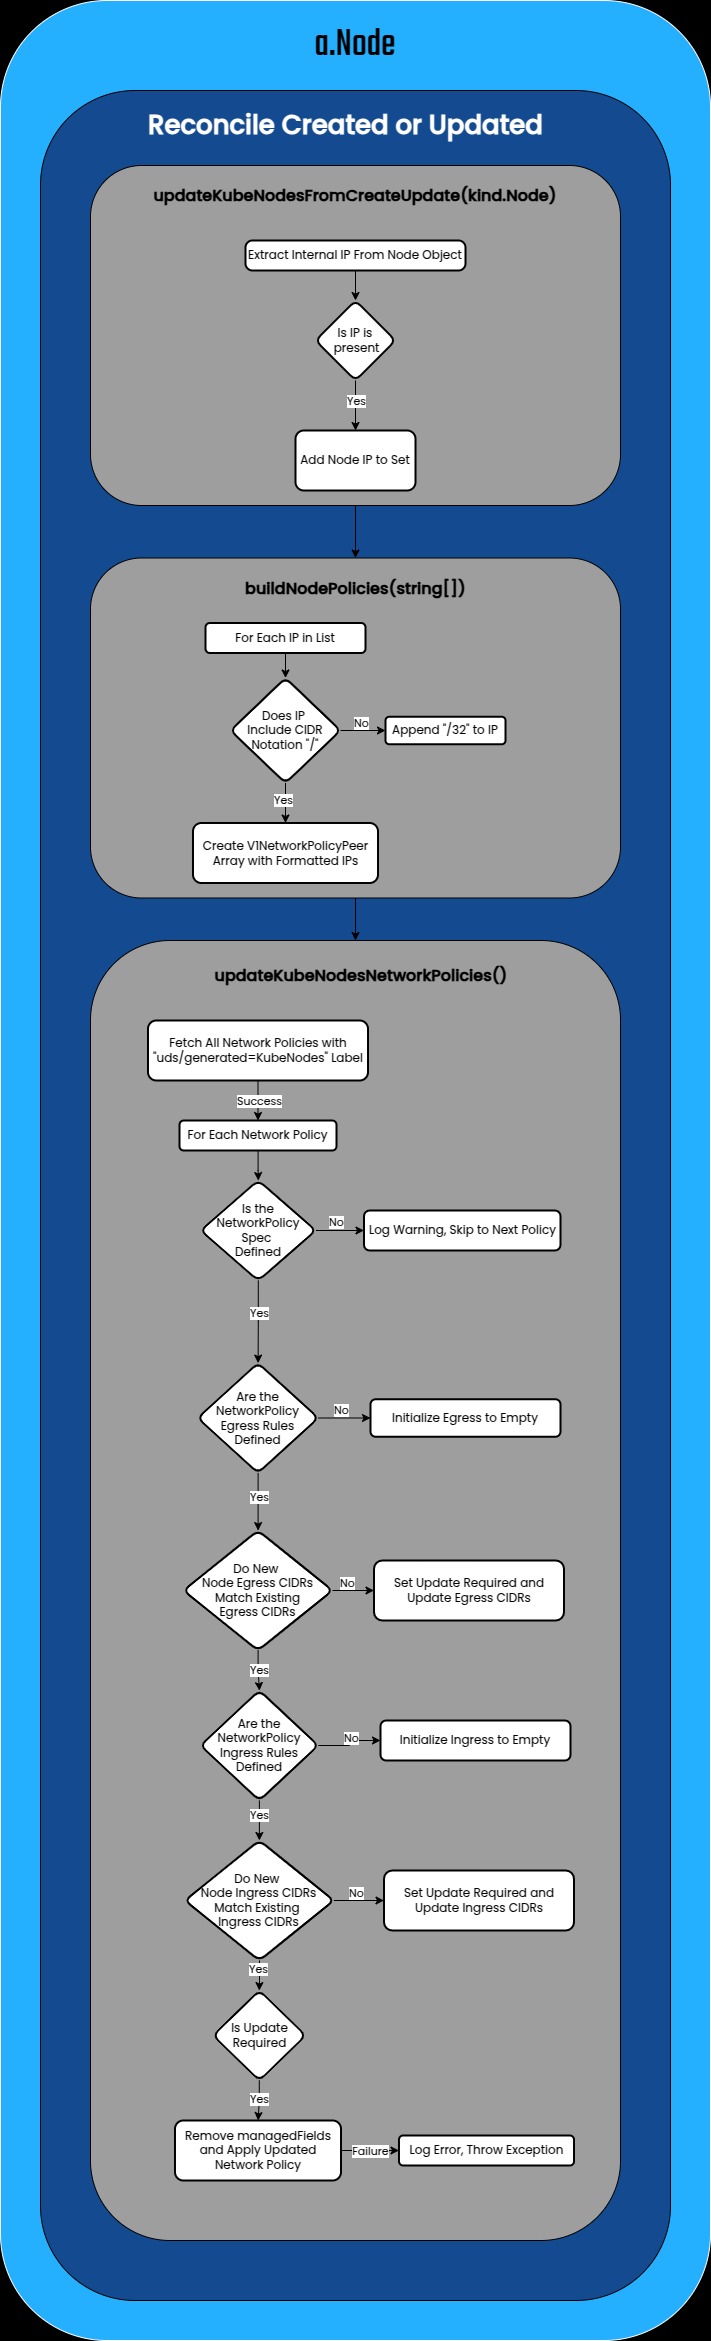 a.Node
Reconcile Created or Updated
updateKubeNodesFromCreateUpdate(kind.Node)
Extract Internal IP From Node Object
Is IP is
present
Yes
Add Node IP to Set
buildNodePolicies(string[])
For Each IP in List
Does IP
Include CIDR
Notation "/"
No
Append "/32" to IP
Yes
Create V1NetworkPolicyPeer
Array with Formatted IPs
updateKubeNodesNetworkPolicies()
Fetch All Network Policies with
"uds/generated=KubeNodes" Label
Success
For Each Network Policy
Is the
NetworkPolicy
Spec
Defined
No
Log Warning, Skip to Next Policy
Yes
Are the
NetworkPolicy
Egress Rules
Defined
No
Initialize Egress to Empty
Yes
Do New
Node Egress CIDRs
Match Existing
Egress CIDRs
No
Set Update Required and
Update Egress CIDRs
Yes
Are the
NetworkPolicy
Ingress Rules
Defined
No
Initialize Ingress to Empty
Yes
Do New
Node Ingress CIDRs
Match Existing
Ingress CIDRs
No
Set Update Required and
Update Ingress CIDRs
Yes
Is Update
Required
Yes
Remove managedFields
and Apply Updated
Network Policy
Failure
Log Error, Throw Exception